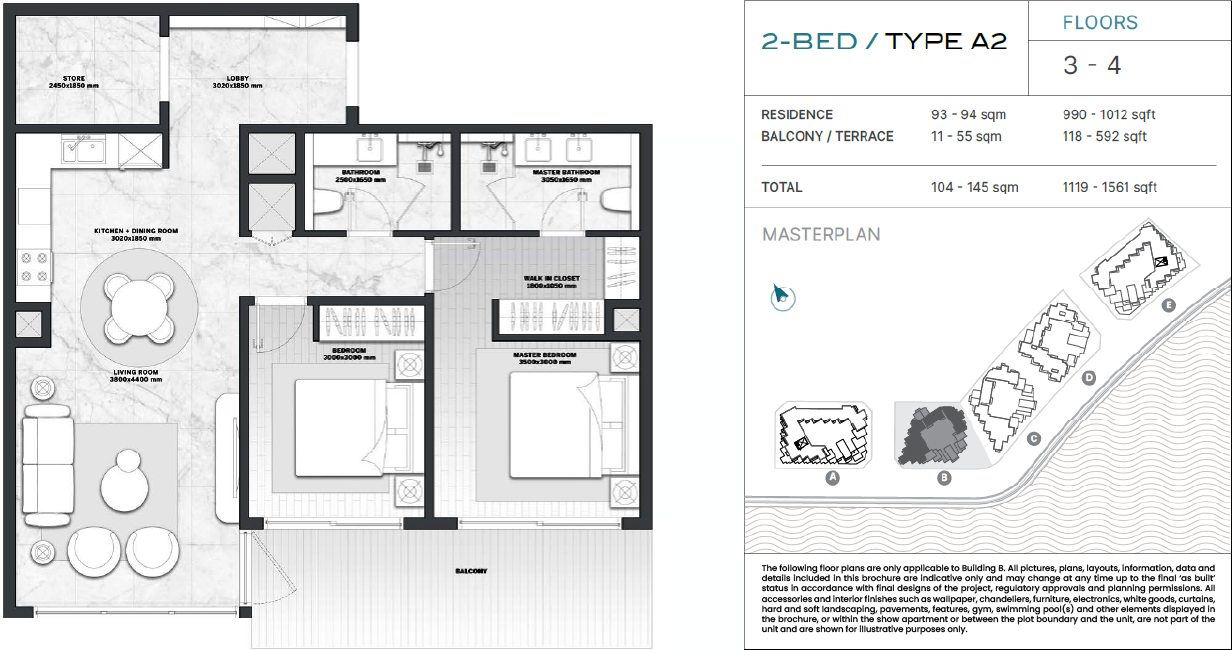 STORE
2450x1850 mm
LOBBY
3020x1850 mm
BATHROOM
2500x1650 mm
MASTER BATHROOM
3050x1650 mm
KITCHEN + DINING ROOM
3020x1850 mm
WALK IN CLOSET
1800x1050 mm
LIVING ROOM
3800x4400 mm
BEDROOM
3000x3000 mm
MASTER BEDROOM
3500x3000 mm
BALCONY
2-BED / TYPE A2
FLOORS
3 - 4
RESIDENCE 93 - 94 sqm 990 - 1012 sqft
BALCONY / TERRACE 11 - 55 sqm 118 - 592 sqft
TOTAL 104 - 145 sqm 1119 - 1561 sqft
MASTERPLAN
E
D
C
A
B
The following floor plans are only applicable to Building B. All pictures, plans, layouts, information, data and
details included in this brochure are indicative only and may change at any time up to the final 'as built'
status in accordance with final designs of the project, regulatory approvals and planning permissions. All
accessories and interior finishes such as wallpaper, chandeliers, furniture, electronics, white goods, curtains,
hard and soft landscaping, pavements, features, gym, swimming pool(s) and other elements displayed in
the brochure, or within the show apartment or between the plot boundary and the unit, are not part of the
unit and are shown for illustrative purposes only.